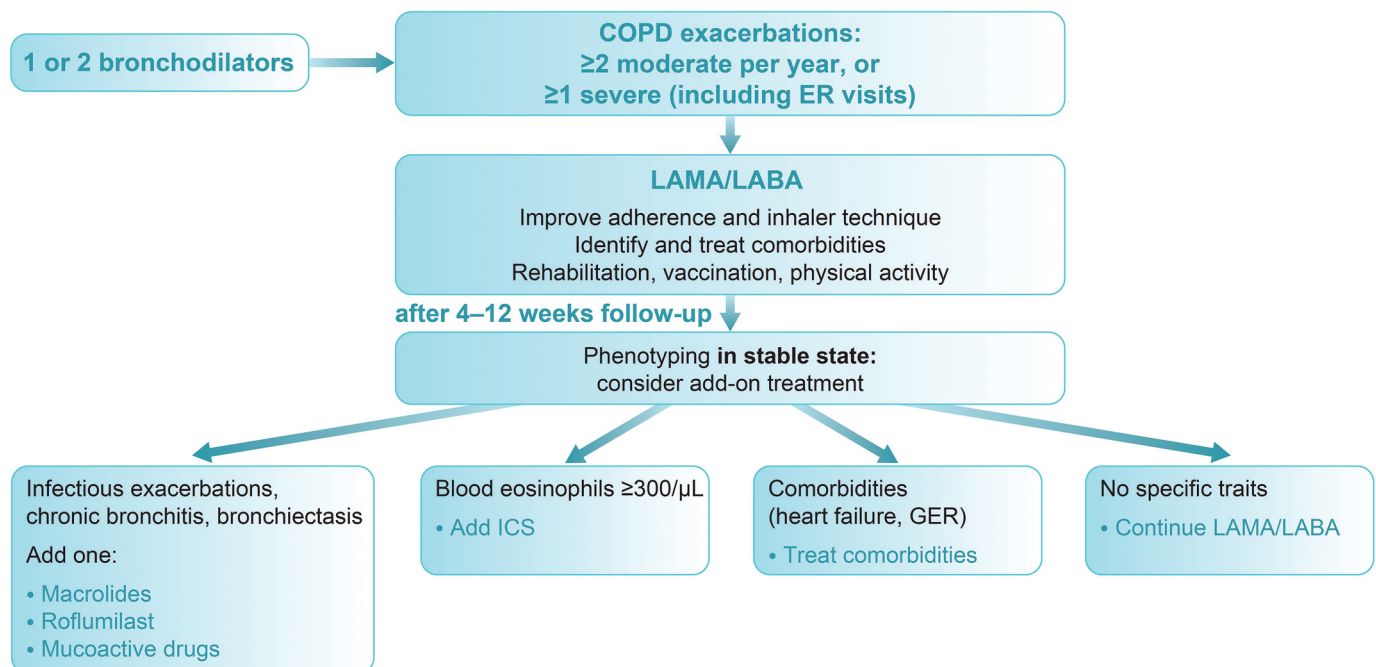 1 or 2 bronchodilators
COPD exacerbations:
≥2 moderate per year, or
≥1 severe (including ER visits)
LAMA/LABA
Improve adherence and inhaler technique
Identify and treat comorbidities
Rehabilitation, vaccination, physical activity
after 4–12 weeks follow-up
Phenotyping in stable state:
consider add-on treatment
Infectious exacerbations,
chronic bronchitis, bronchiectasis
Add one:
• Macrolides
• Roflumilast
• Mucoactive drugs
Blood eosinophils ≥300/µL
• Add ICS
Comorbidities
(heart failure, GER)
• Treat comorbidities
No specific traits
• Continue LAMA/LABA